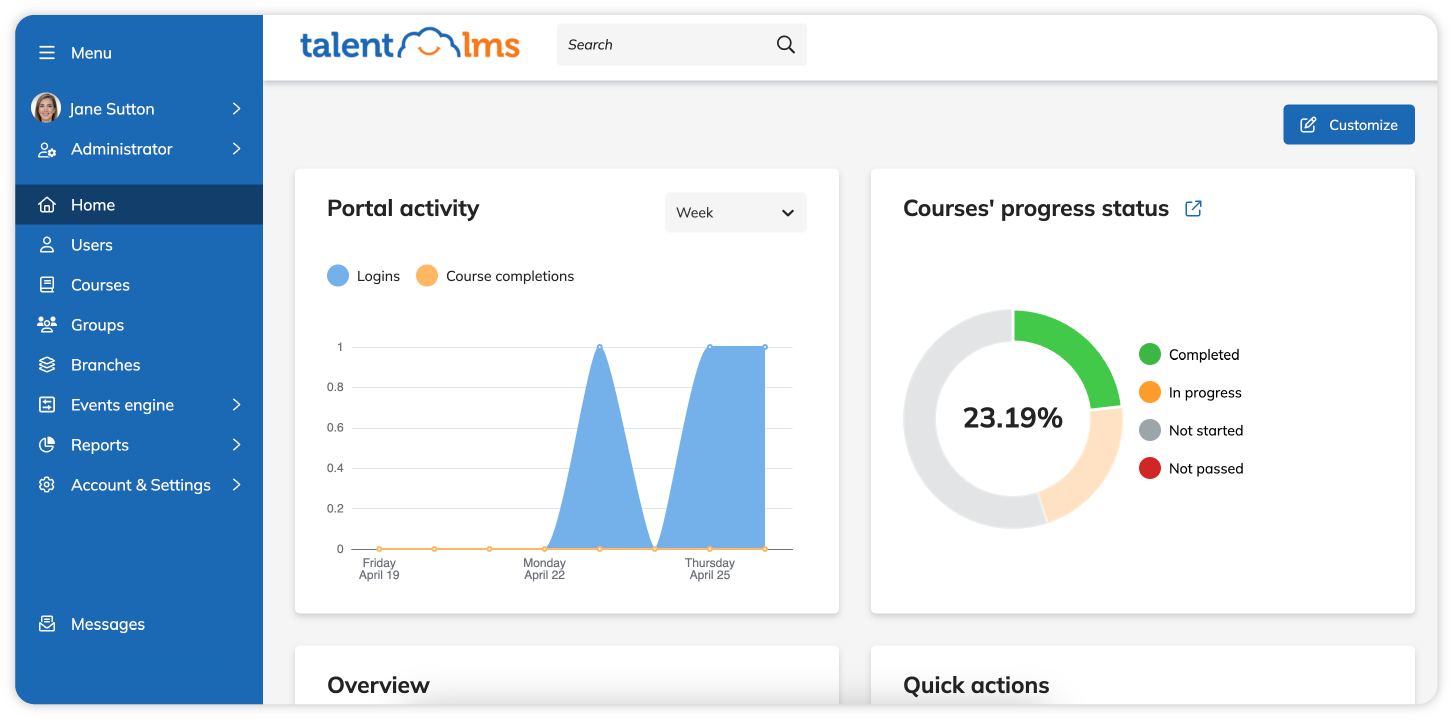 Menu
Jane Sutton
Administrator
Home
Users
Courses
Groups
Branches
Events engine
Reports
Account & Settings
Messages
talent lms
Search
Customize
Portal activity
Week
Logins
Course completions
1
0.8
0.6
0.4
0.2
0
Friday
April 19
Monday
April 22
Thursday
April 25
Courses' progress status
23.19%
Completed
In progress
Not started
Not passed
Overview
Quick actions